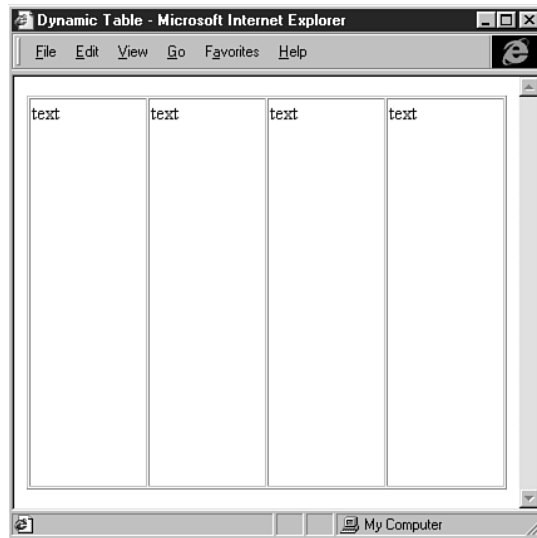 Dynamic Table - Microsoft Internet Explorer
File Edit View Go Favorites Help
text text text text
My Computer